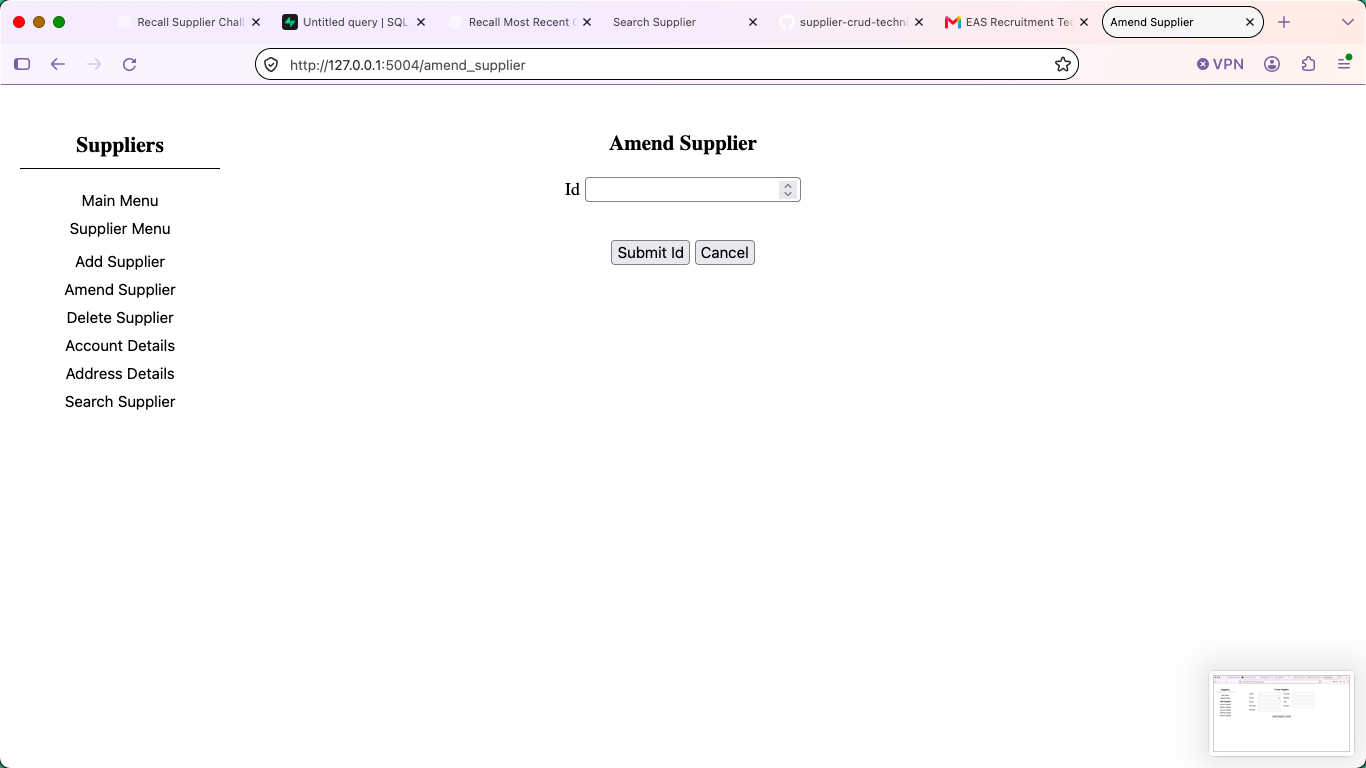 Recall Supplier Chall
Untitled query | SQL
Recall Most Recent
Search Supplier
supplier-crud-techni
EAS Recruitment Tec
Amend Supplier
http://127.0.0.1:5004/amend_supplier
VPN
Suppliers
Main Menu
Supplier Menu
Add Supplier
Amend Supplier
Delete Supplier
Account Details
Address Details
Search Supplier
Amend Supplier
Id
Submit Id
Cancel